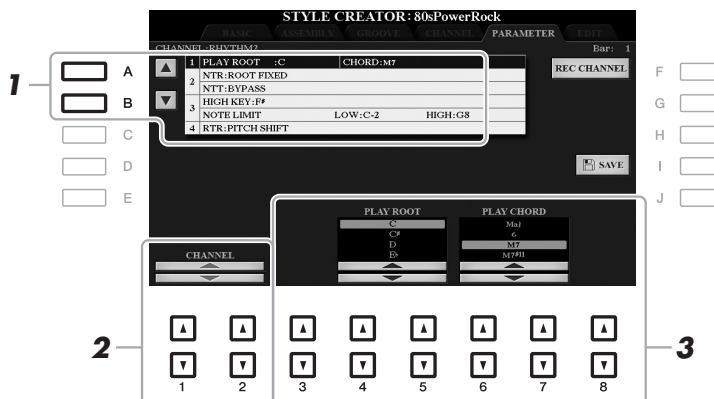 STYLE CREATOR: 80sPowerRock
BASIC ASSEMBLY GROOVE CHANNEL PARAMETER EDIT
CHANNEL:RHYTHM2 Bar: 1
1 PLAY ROOT :C CHORD:M7
2 NTR:ROOT FIXED
NTT:BYPASS
3 HIGH KEY:F#
NOTE LIMIT LOW:C-2 HIGH:G8
4 RTR:PITCH SHIFT
REC CHANNEL
SAVE
1
A
B
C
D
E
F
G
H
I
J
PLAY ROOT
C
C#
D
E♭
PLAY CHORD
Maj
6
M7
M7#11
CHANNEL
2
3
1 2 3 4 5 6 7 8